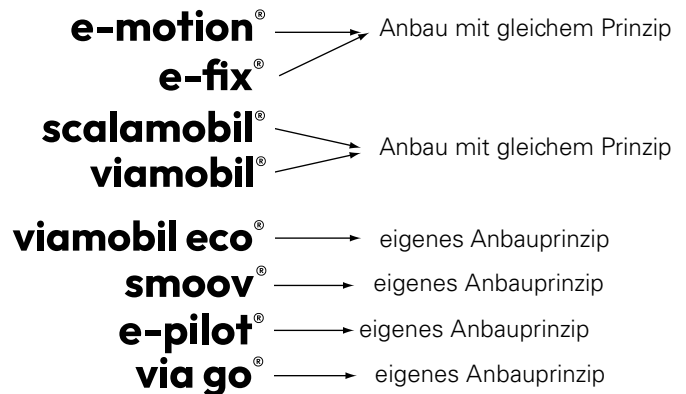 e-motion® Anbau mit gleichem Prinzip
e-fix®
scalamobil®
Anbau mit gleichem Prinzip
viamobil®
viamobil eco® eigenes Anbauprinzip
smoov® eigenes Anbauprinzip
e-pilot® eigenes Anbauprinzip
via go® eigenes Anbauprinzip